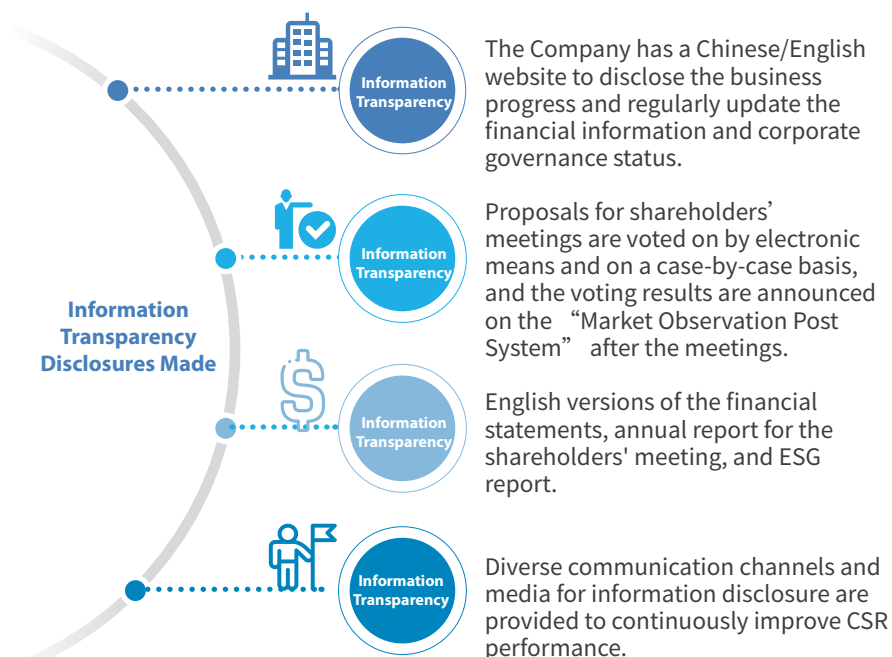 Information
Transparency
Disclosures Made
Information
Transparency
The Company has a Chinese/English
website to disclose the business
progress and regularly update the
financial information and corporate
governance status.
Information
Transparency
Proposals for shareholders’
meetings are voted on by electronic
means and on a case-by-case basis,
and the voting results are announced
on the “Market Observation Post
System” after the meetings.
Information
Transparency
English versions of the financial
statements, annual report for the
shareholders' meeting, and ESG
report.
Information
Transparency
Diverse communication channels and
media for information disclosure are
provided to continuously improve CSR
performance.